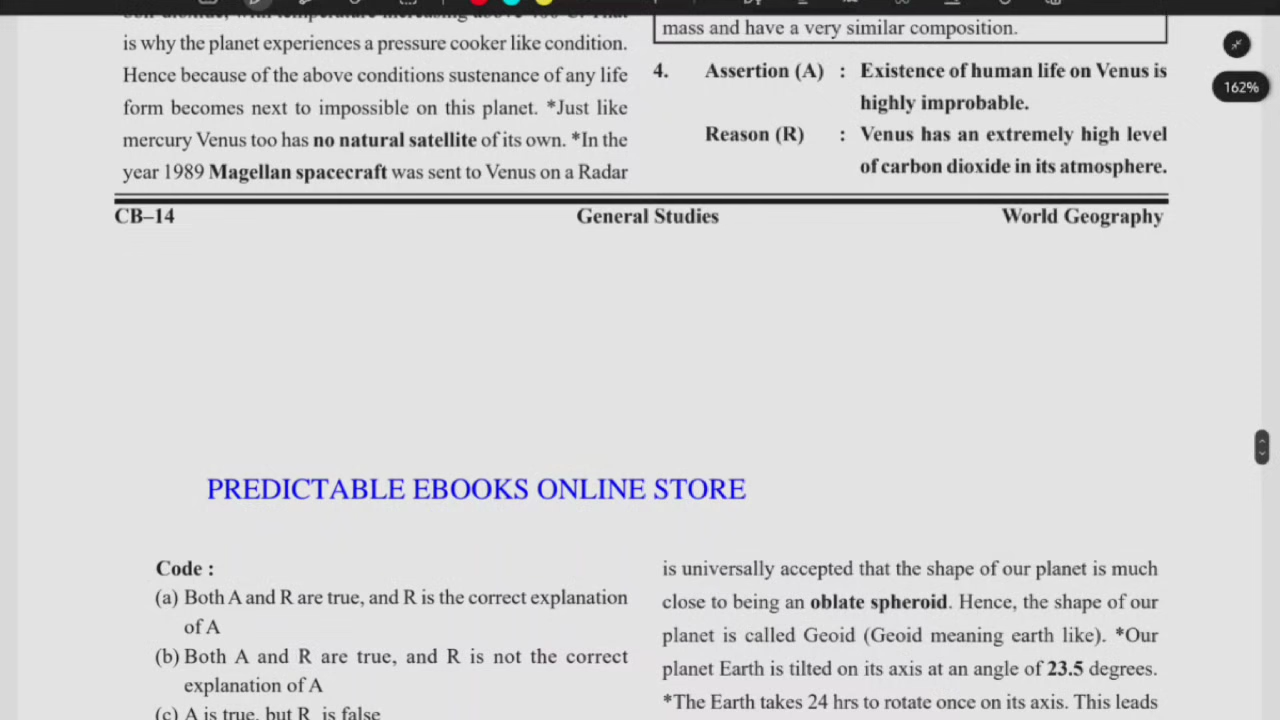 is why the planet experiences a pressure cooker like condition.
Hence because of the above conditions sustenance of any life
form becomes next to impossible on this planet. *Just like
mercury Venus too has no natural satellite of its own. *In the
year 1989 Magellan spacecraft was sent to Venus on a Radar
mass and have a very similar composition.
4. Assertion (A) : Existence of human life on Venus is
highly improbable.
Reason (R) : Venus has an extremely high level
of carbon dioxide in its atmosphere.
162%
CB–14 General Studies World Geography
PREDICTABLE EBOOKS ONLINE STORE
Code :
(a) Both A and R are true, and R is the correct explanation
of A
(b) Both A and R are true, and R is not the correct
explanation of A
(c) A is true, but R is false
is universally accepted that the shape of our planet is much
close to being an oblate spheroid. Hence, the shape of our
planet is called Geoid (Geoid meaning earth like). *Our
planet Earth is tilted on its axis at an angle of 23.5 degrees.
*The Earth takes 24 hrs to rotate once on its axis. This leads